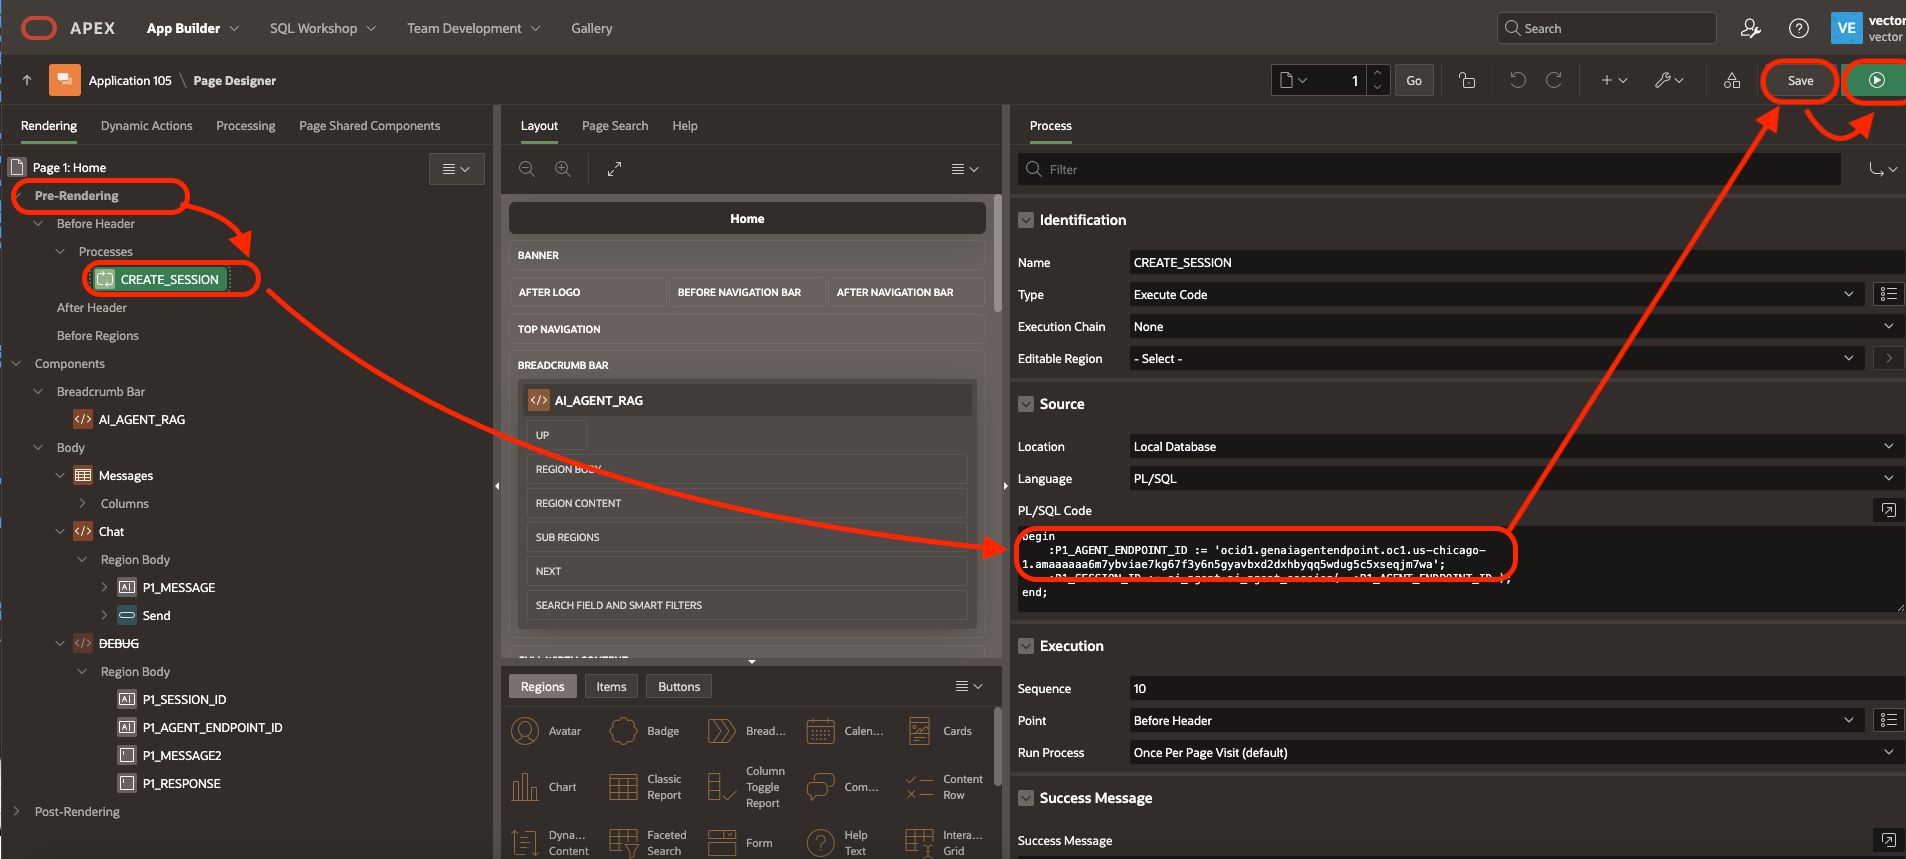 APEX
App Builder
SQL Workshop
Team Development
Gallery
Search
VE
vector
vector
Application 105 \ Page Designer
1
Go
Save
Rendering
Dynamic Actions
Processing
Page Shared Components
Page 1: Home
Pre-Rendering
Before Header
Processes
CREATE_SESSION
After Header
Before Regions
Components
Breadcrumb Bar
AI_AGENT_RAG
Body
Messages
Columns
Chat
Region Body
P1_MESSAGE
Send
DEBUG
Region Body
P1_SESSION_ID
P1_AGENT_ENDPOINT_ID
P1_MESSAGE2
P1_RESPONSE
Post-Rendering
Layout
Page Search
Help
Home
BANNER
AFTER LOGO
BEFORE NAVIGATION BAR
AFTER NAVIGATION BAR
TOP NAVIGATION
BREADCRUMB BAR
AI_AGENT_RAG
UP
REGION BODY
REGION CONTENT
SUB REGIONS
NEXT
SEARCH FIELD AND SMART FILTERS
Regions
Items
Buttons
Avatar
Badge
Bread...
Calen...
Cards
Chart
Classic Report
Column Toggle Report
Com...
Content Row
Dyna... Content
Faceted Search
Form
Help Text
Intera... Grid
Process
Filter
Identification
Name
CREATE_SESSION
Type
Execute Code
Execution Chain
None
Editable Region
- Select -
Source
Location
Local Database
Language
PL/SQL
PL/SQL Code
begin
:P1_AGENT_ENDPOINT_ID := 'ocid1.genaiagentendpoint.oc1.us-chicago-
1.amaaaaaa6m7ybviae7kg67f3y6n5gyavbxd2dxhbyqq5wdug5c5xseqjm7wa';
end;
Execution
Sequence
10
Point
Before Header
Run Process
Once Per Page Visit (default)
Success Message
Success Message